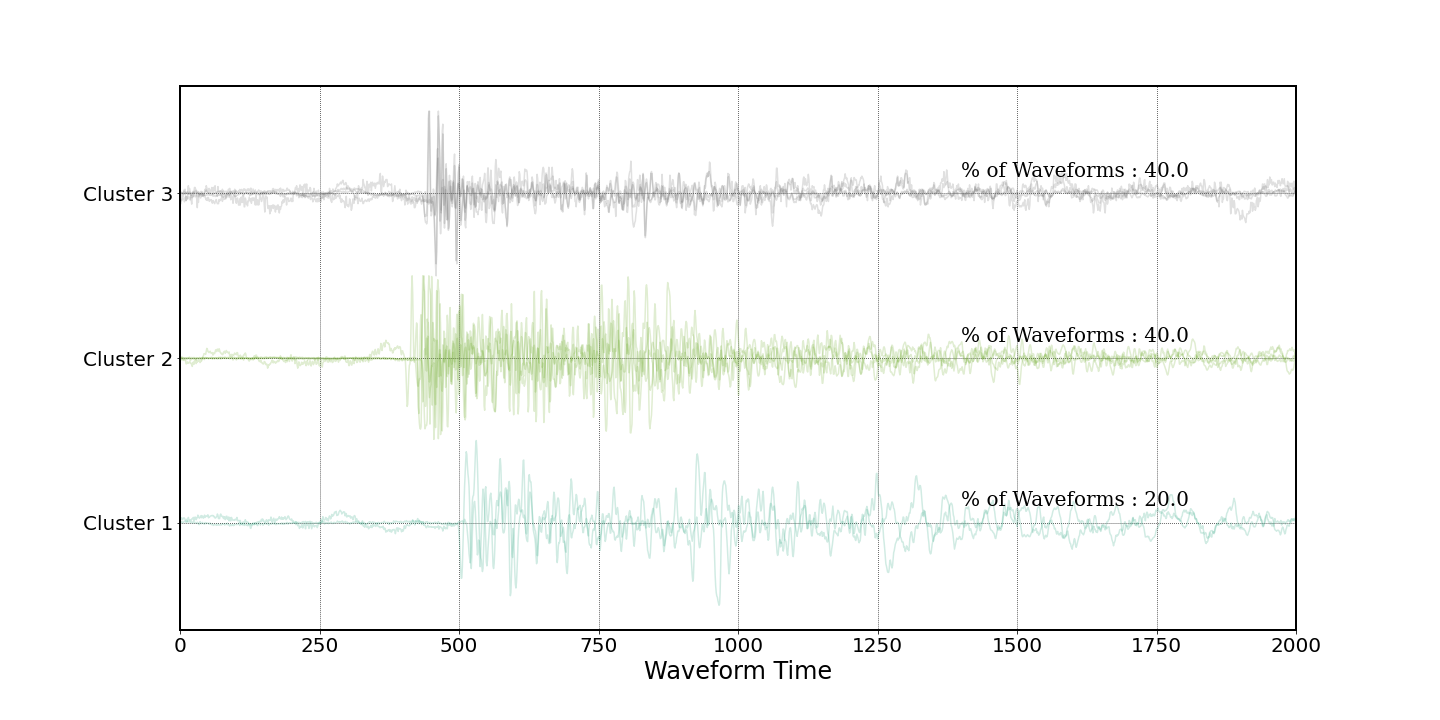 Cluster 3
% of Waveforms : 40.0
Cluster 2
% of Waveforms : 40.0
Cluster 1
% of Waveforms : 20.0
0 250 500 750 1000 1250 1500 1750 2000
Waveform Time